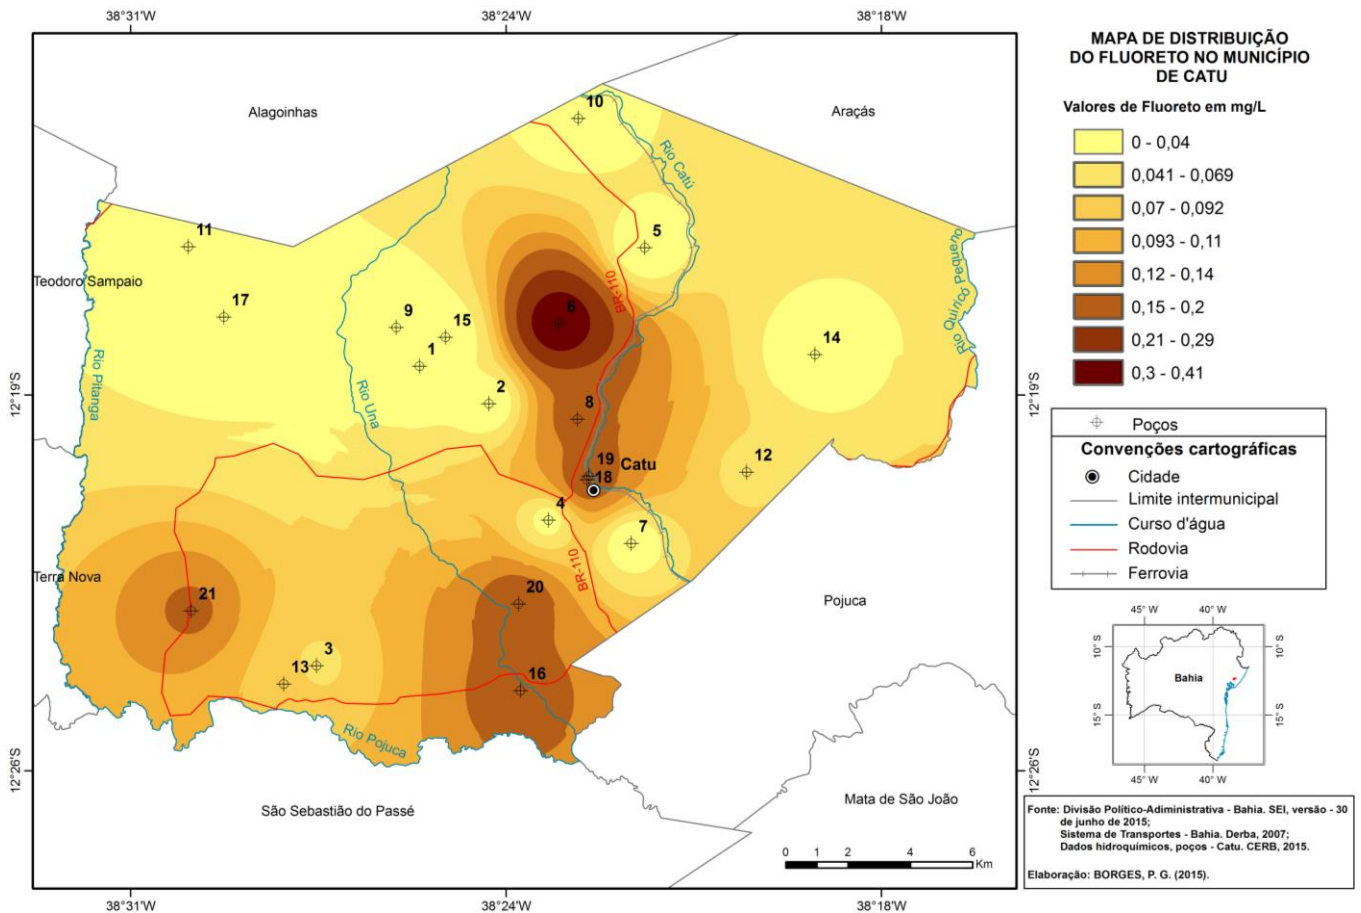 38°31'W
38°24'W
38°18'W
MAPA DE DISTRIBUIÇÃO
DO FLUORETO NO MUNICÍPIO
DE CATU
Valores de Fluoreto em mg/L
0 - 0,04
0,041 - 0,069
0,07 - 0,092
0,093 - 0,11
0,12 - 0,14
0,15 - 0,2
0,21 - 0,29
0,3 - 0,41
Poços
Convenções cartográficas
Cidade
Limite intermunicipal
Curso d'água
Rodovia
Ferrovia
Alagoinhas
10
Araçás
Rio Catú
11
5
Rio Quiricó Pequeno
Teodoro Sampaio
17
9
15
6
BR-110
14
1
Rio Pitanga
Rio Una
2
8
12°19'S
12°19'S
19
Catu
18
12
4
7
BR-110
Terra Nova
21
20
Pojuca
3
13
16
Rio Pojuca
12°26'S
12°26'S
São Sebastião do Passé
Mata de São João
0 1 2 4 6
Km
38°31'W
38°24'W
38°18'W
45° W
40° W
10° S
10° S
Bahia
15° S
15° S
45° W
40° W
Fonte: Divisão Político-Adiministrativa - Bahia. SEI, versão - 30
de junho de 2015;
Sistema de Transportes - Bahia. Derba, 2007;
Dados hidroquímicos, poços - Catu. CERB, 2015.
Elaboração: BORGES, P. G. (2015).